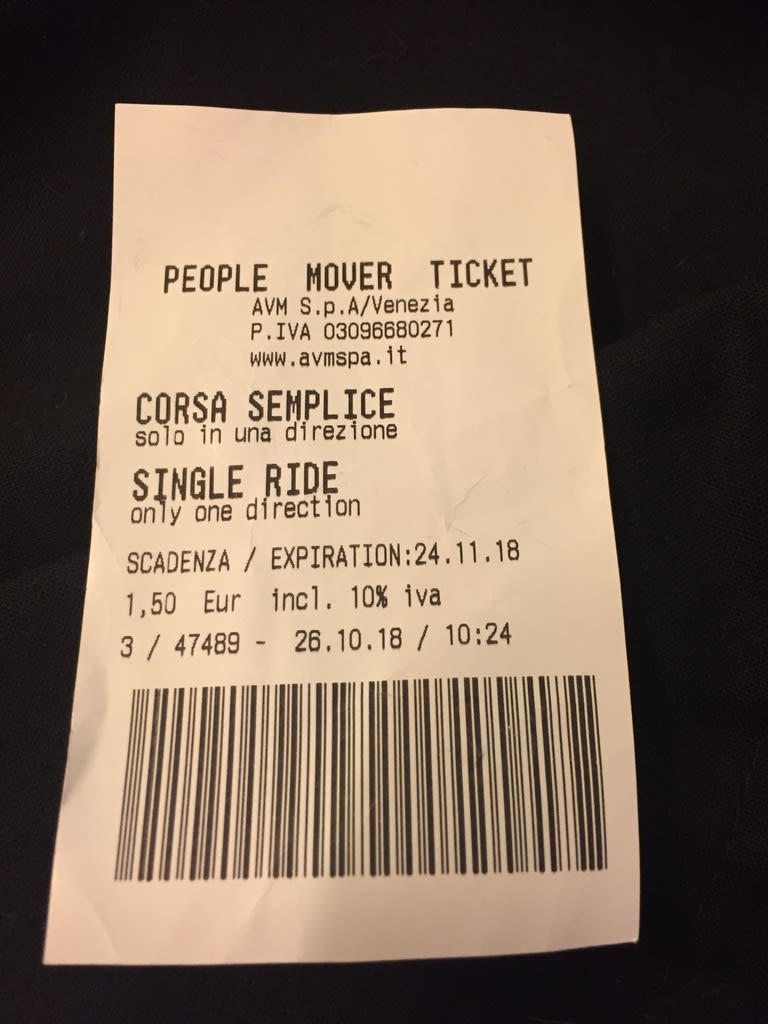 PEOPLE MOVER TICKET
AVM S.p.A/Venezia
P.IVA 03096680271
www.avmspa.it
CORSA SEMPLICE
solo in una direzione
SINGLE RIDE
only one direction
SCADENZA / EXPIRATION:24.11.18
1,50 Eur incl. 10% iva
3 / 47489 - 26.10.18 / 10:24